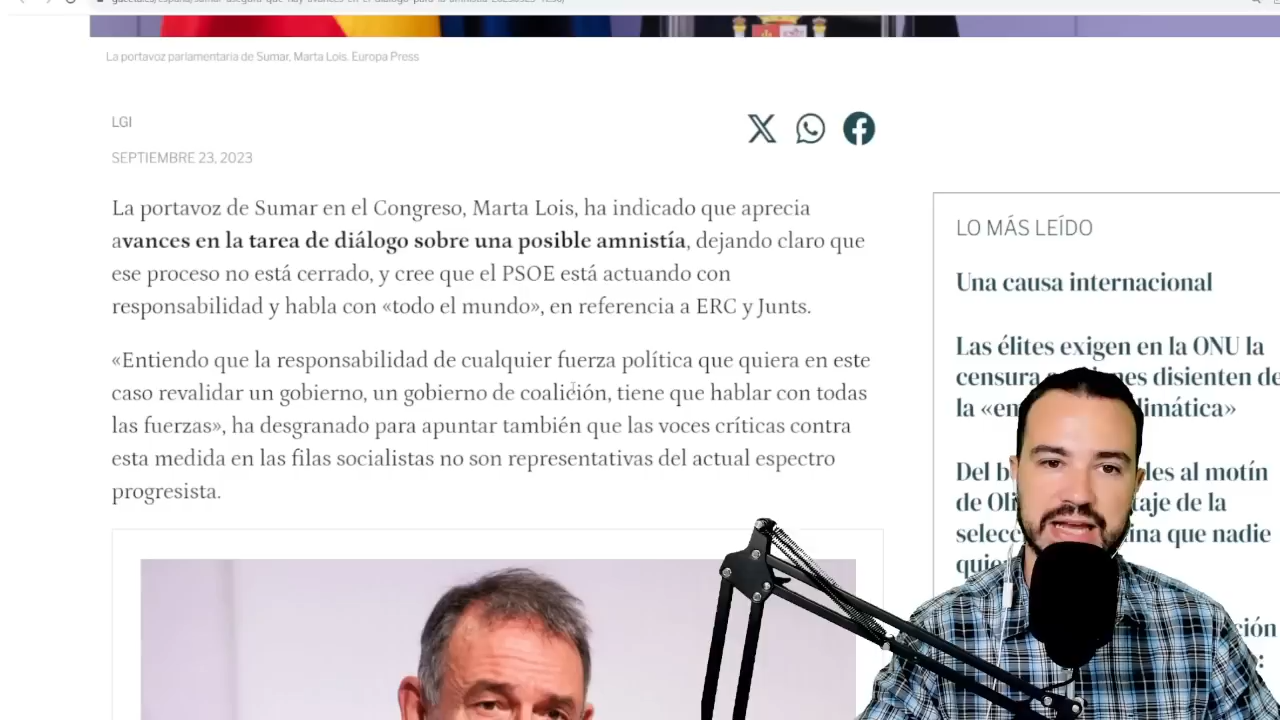 La portavoz parlamentaria de Sumar, Marta Lois. Europa Press
LGI
SEPTIEMBRE 23, 2023
La portavoz de Sumar en el Congreso, Marta Lois, ha indicado que aprecia
avances en la tarea de diálogo sobre una posible amnistía, dejando claro que
ese proceso no está cerrado, y cree que el PSOE está actuando con
responsabilidad y habla con «todo el mundo», en referencia a ERC y Junts.
«Entiendo que la responsabilidad de cualquier fuerza política que quiera en este
caso revalidar un gobierno, un gobierno de coalición, tiene que hablar con todas
las fuerzas», ha desgranado para apuntar también que las voces críticas contra
esta medida en las filas socialistas no son representativas del actual espectro
progresista.
LO MÁS LEÍDO
Una causa internacional
Las élites exigen en la ONU la
censura disienten de
la «en limática»
Del b les al motín
de Oli taje de la
selecc ina que nadie
quie
ción